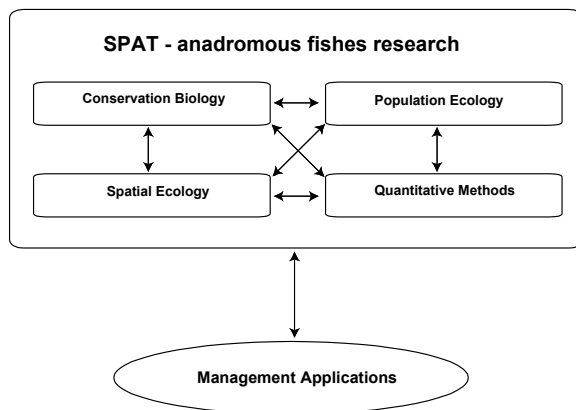 SPAT - anadromous fishes research
Conservation Biology
Population Ecology
Spatial Ecology
Quantitative Methods
Management Applications